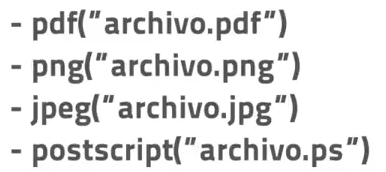 - pdf("archivo.pdf")
- png("archivo.png")
- jpeg("archivo.jpg")
- postscript("archivo.ps")